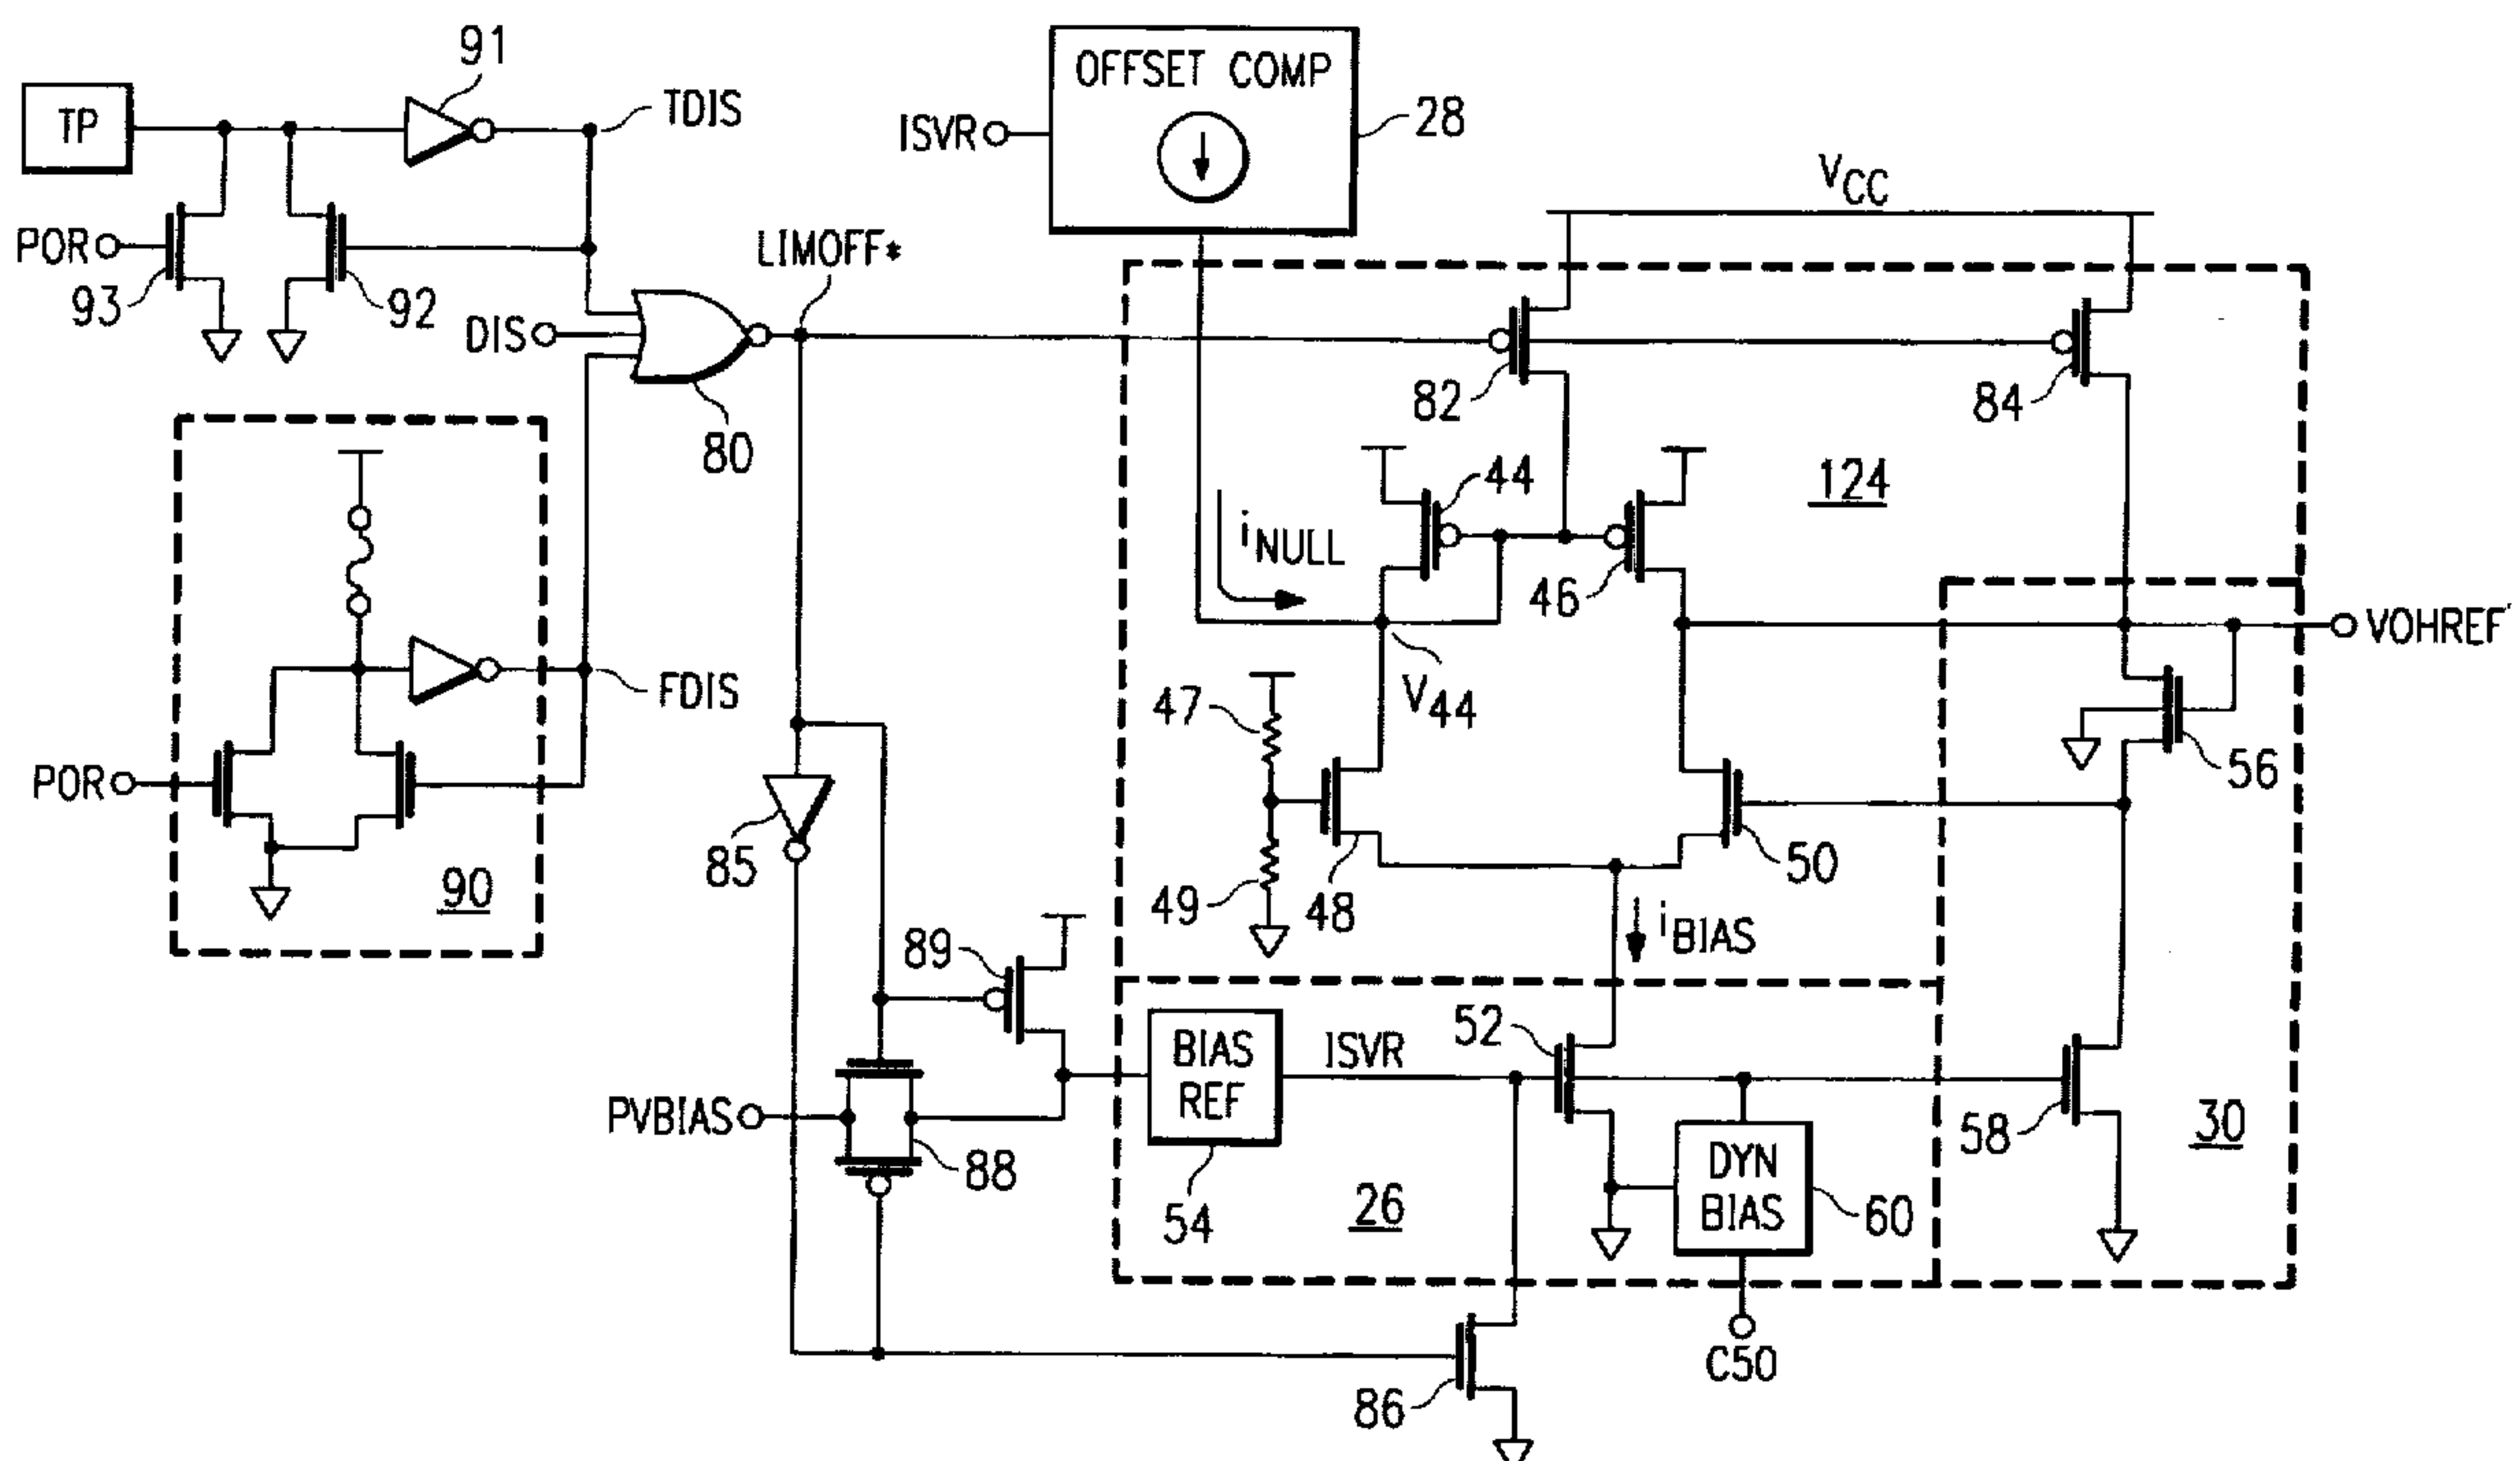 91
TP
TDIS
OFFSET COMP
ISVR
28
VCC
POR
93
92
LIMOFF*
DIS
80
82
84
44
124
iNULL
46
VOHREF
FDIS
V44
47
56
POR
90
85
49
48
50
iBIAS
89
BIAS REF
ISVR
52
PVBIAS
88
54
26
DYN BIAS
60
58
30
C50
86